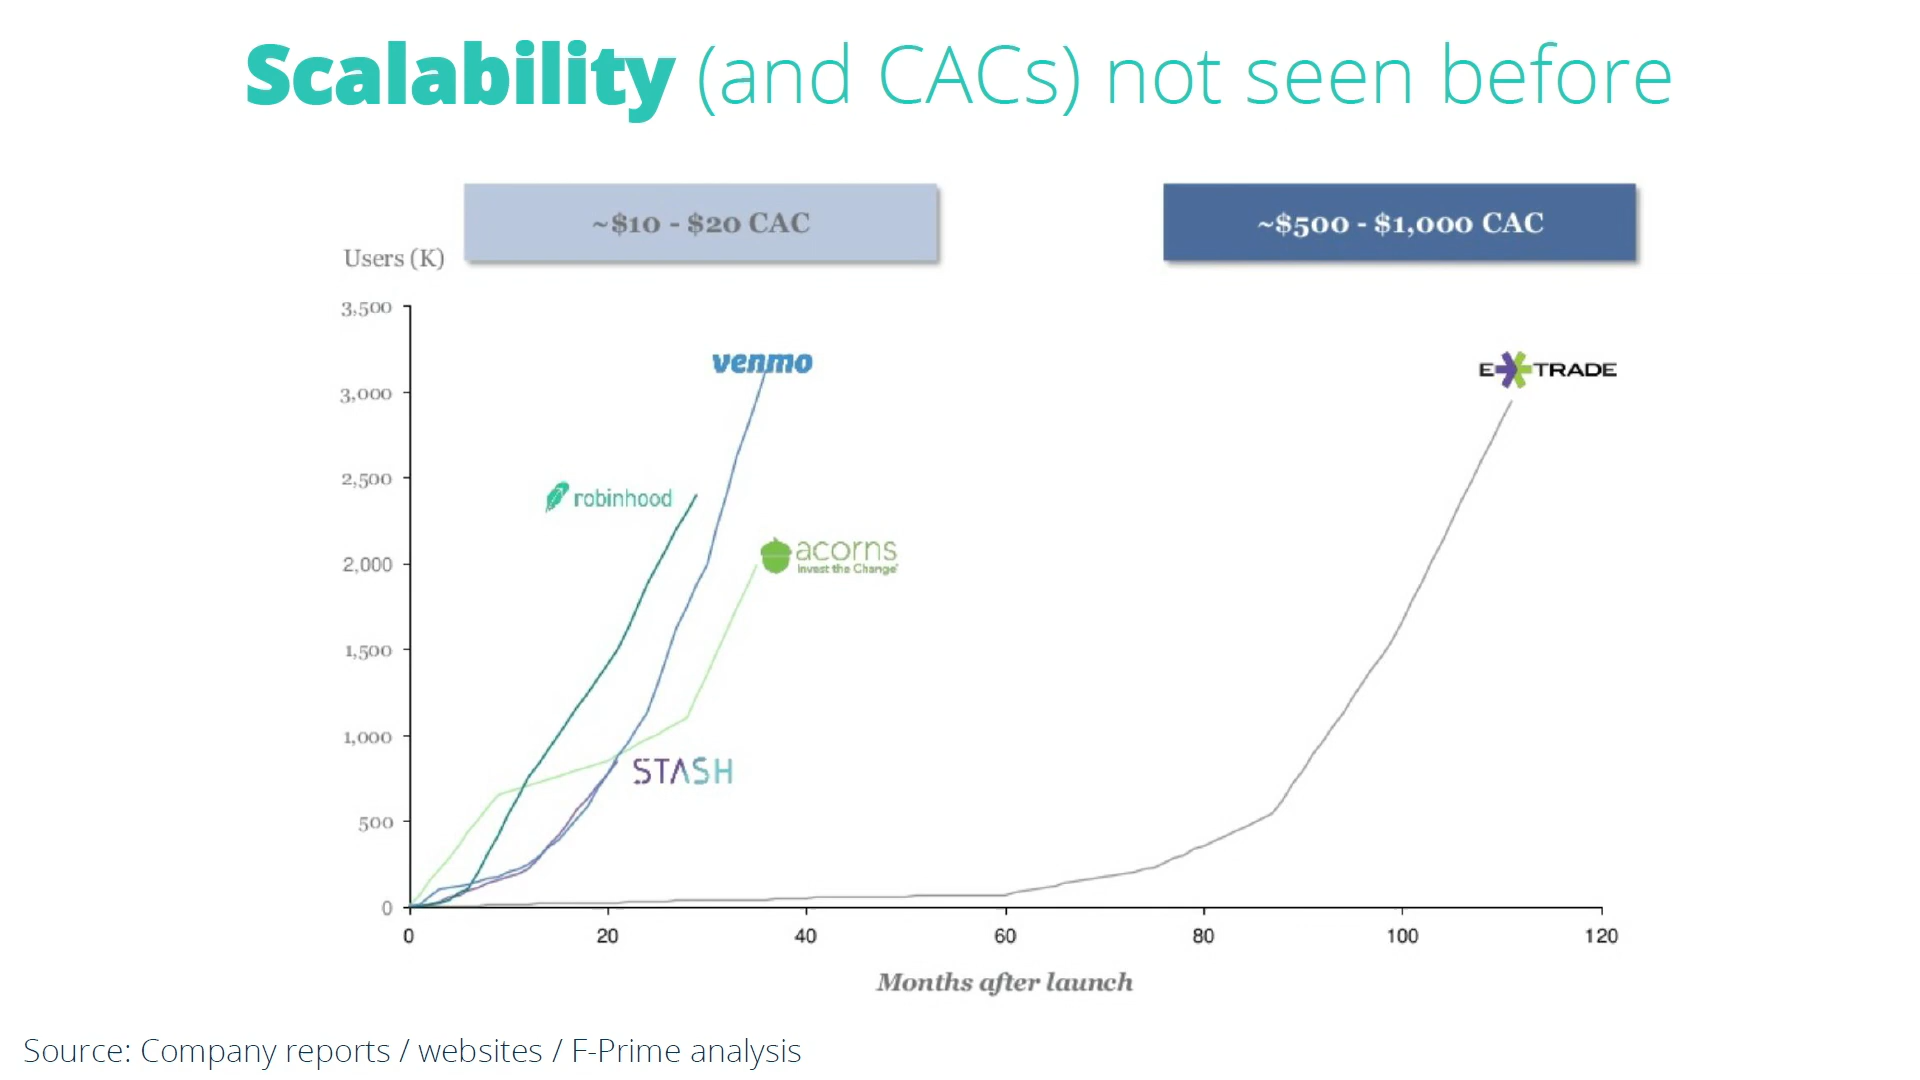 Scalability (and CACs) not seen before
~$10 - $20 CAC
~$500 - $1,000 CAC
Users (K)
3,500
3,000
2,500
2,000
1,500
1,000
500
0
venmo
E*TRADE
robinhood
acorns
Invest the Change
STASH
0 20 40 60 80 100 120
Months after launch
Source: Company reports / websites / F-Prime analysis